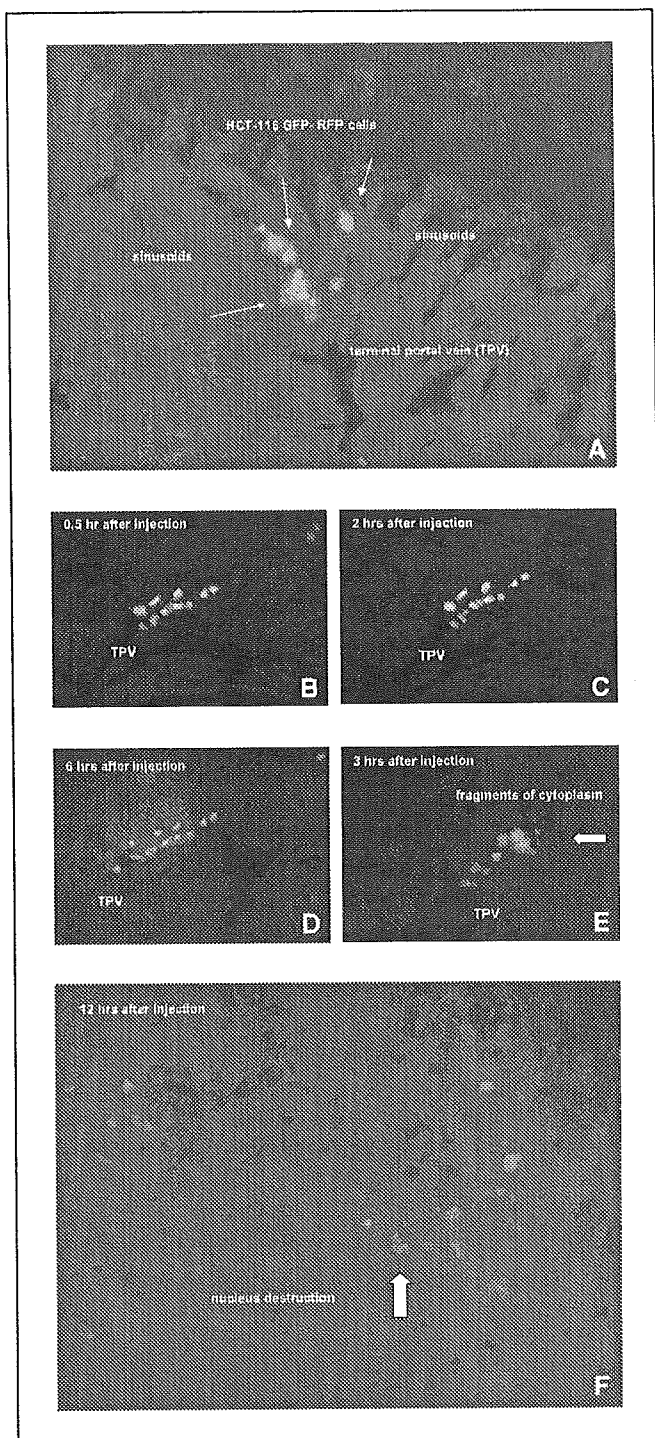 HCT-116 GFP- RFP cells
sinusoids
sinusoids
terminal portal vein (TPV)
A
0.5 hr after injection
TPV
B
2 hrs after injection
TPV
C
6 hrs after injection
TPV
D
3 hrs after injection
fragments of cytoplasm
TPV
E
12 hrs after injection
nucleus destruction
F